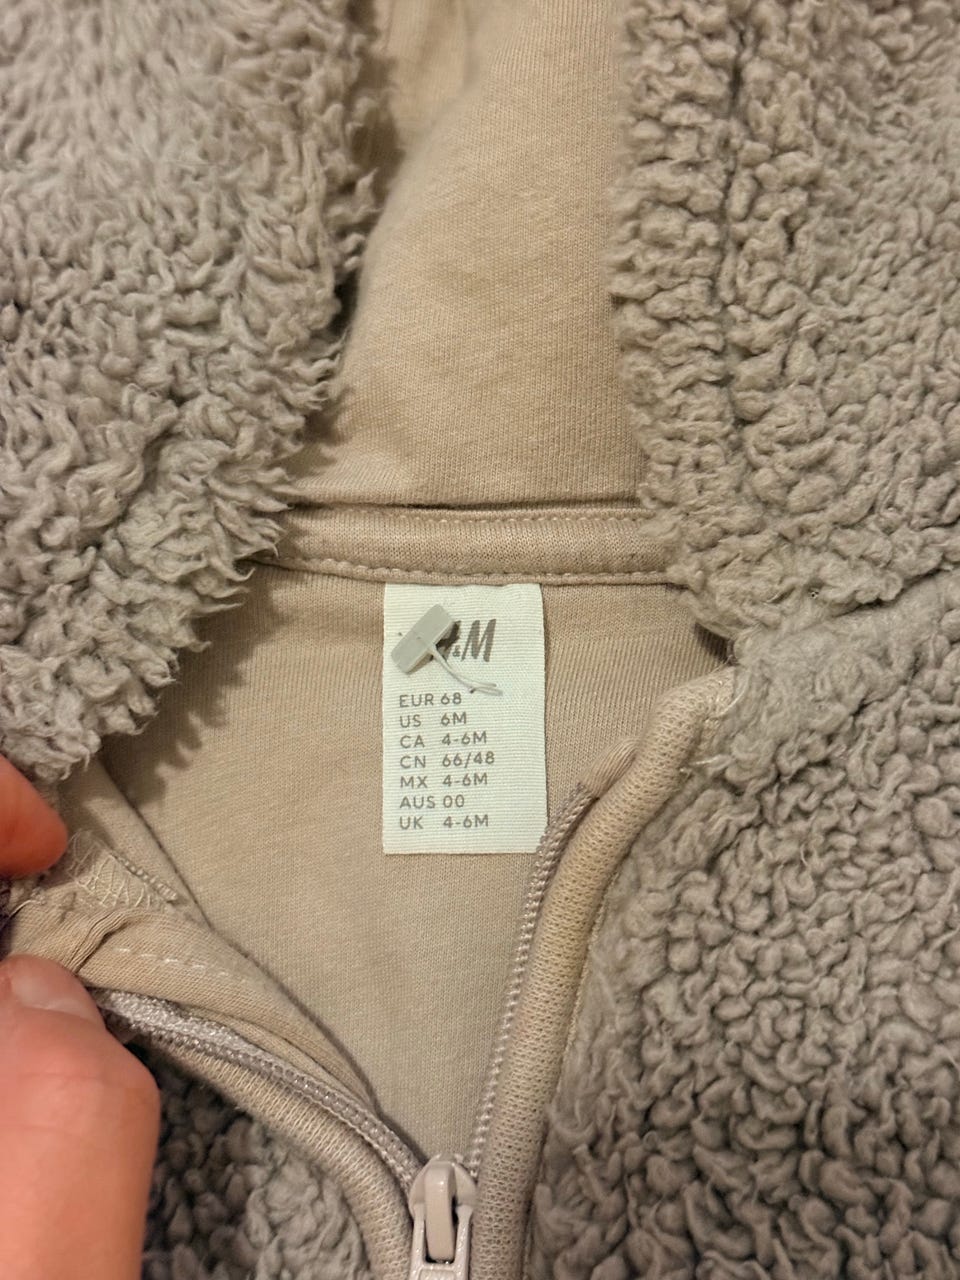 &M
EUR 68
US 6M
CA 4-6M
CN 66/48
MX 4-6M
AUS 00
UK 4-6M